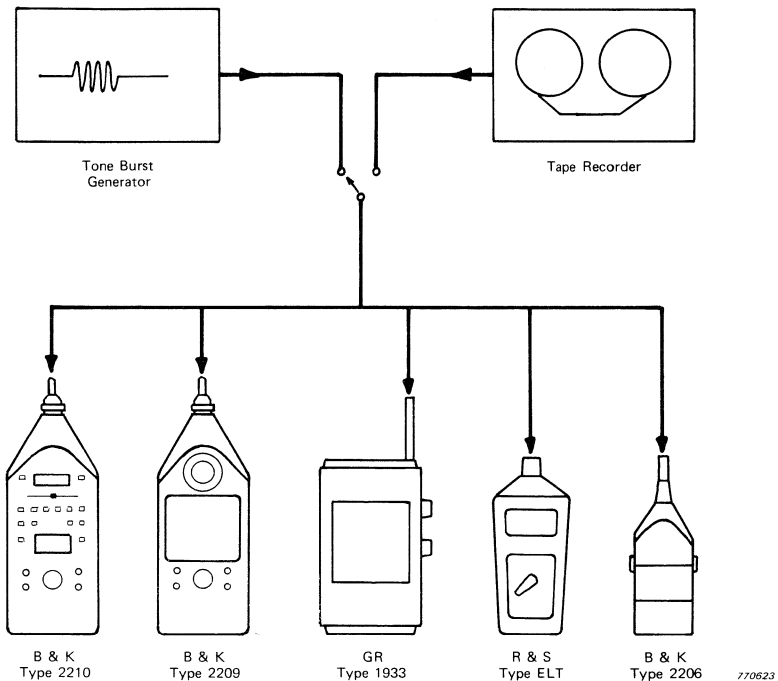 Tone Burst
Generator
Tape Recorder
B & K
Type 2210
B & K
Type 2209
GR
Type 1933
R & S
Type ELT
B & K
Type 2206
770623